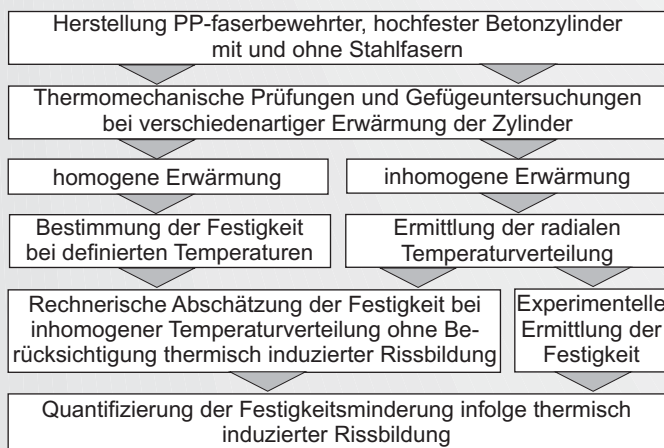 Herstellung PP-faserbewehrter, hochfester Betonzylinder
mit und ohne Stahlfasern
Thermomechanische Prüfungen und Gefügeuntersuchungen
bei verschiedenartiger Erwärmung der Zylinder
homogene Erwärmung
inhomogene Erwärmung
Bestimmung der Festigkeit
bei definierten Temperaturen
Ermittlung der radialen
Temperaturverteilung
Rechnerische Abschätzung der Festigkeit bei
inhomogener Temperaturverteilung ohne Be-
rücksichtigung thermisch induzierter Rissbildung
Experimentelle
Ermittlung der
Festigkeit
Quantifizierung der Festigkeitsminderung infolge thermisch
induzierter Rissbildung